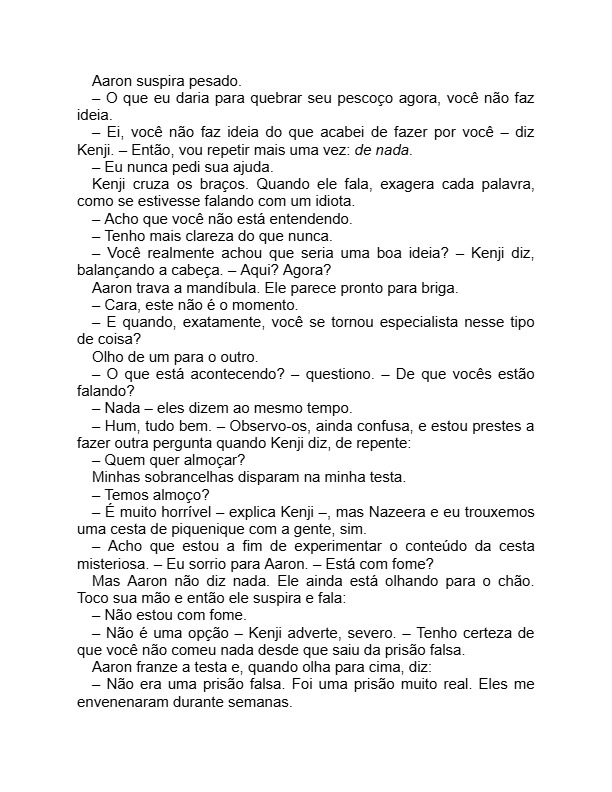 Aaron suspira pesado.
– O que eu daria para quebrar seu pescoço agora, você não faz
ideia.
– Ei, você não faz ideia do que acabei de fazer por você – diz
Kenji. – Então, vou repetir mais uma vez: de nada.
– Eu nunca pedi sua ajuda.
Kenji cruza os braços. Quando ele fala, exagera cada palavra,
como se estivesse falando com um idiota.
– Acho que você não está entendendo.
– Tenho mais clareza do que nunca.
– Você realmente achou que seria uma boa ideia? – Kenji diz,
balançando a cabeça. – Aqui? Agora?
Aaron trava a mandíbula. Ele parece pronto para briga.
– Cara, este não é o momento.
– E quando, exatamente, você se tornou especialista nesse tipo
de coisa?
Olho de um para o outro.
– O que está acontecendo? – questiono. – De que vocês estão
falando?
– Nada – eles dizem ao mesmo tempo.
– Hum, tudo bem. – Observo-os, ainda confusa, e estou prestes a
fazer outra pergunta quando Kenji diz, de repente:
– Quem quer almoçar?
Minhas sobrancelhas disparam na minha testa.
– Temos almoço?
– É muito horrível – explica Kenji –, mas Nazeera e eu trouxemos
uma cesta de piquenique com a gente, sim.
– Acho que estou a fim de experimentar o conteúdo da cesta
misteriosa. – Eu sorrio para Aaron. – Está com fome?
Mas Aaron não diz nada. Ele ainda está olhando para o chão.
Toco sua mão e então ele suspira e fala:
– Não estou com fome.
– Não é uma opção – Kenji adverte, severo. – Tenho certeza de
que você não comeu nada desde que saiu da prisão falsa.
Aaron franze a testa e, quando olha para cima, diz:
– Não era uma prisão falsa. Foi uma prisão muito real. Eles me
envenenaram durante semanas.